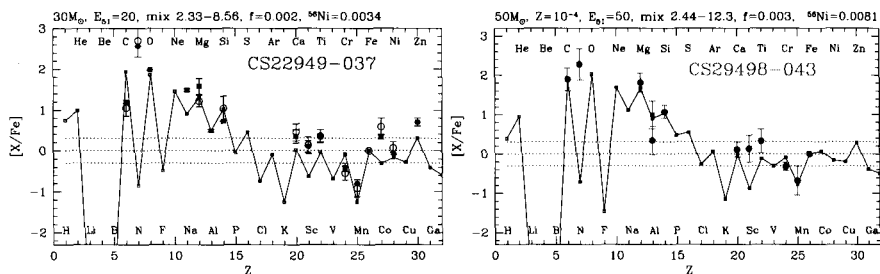 30M⊙, E51=20, mix 2.33−8.56, f=0.002, 56Ni=0.0034
He Be C O Ne Mg Si S Ar Ca Ti Cr Fe Ni Zn
CS22949−037
[X/Fe]
2
1
0
−1
−2
H Li B N F Na Al P Cl K Sc V Mn Co Cu Ga
0 5 10 15 20 25 30
Z
50M⊙, Z=10−4, E51=50, mix 2.44−12.3, f=0.003, 56Ni=0.0081
He Be C O Ne Mg Si S Ar Ca Ti Cr Fe Ni Zn
CS29498−043
[X/Fe]
2
1
0
−1
−2
H Li B N F Na Al P Cl K Sc V Mn Co Cu Ga
0 5 10 15 20 25 30
Z